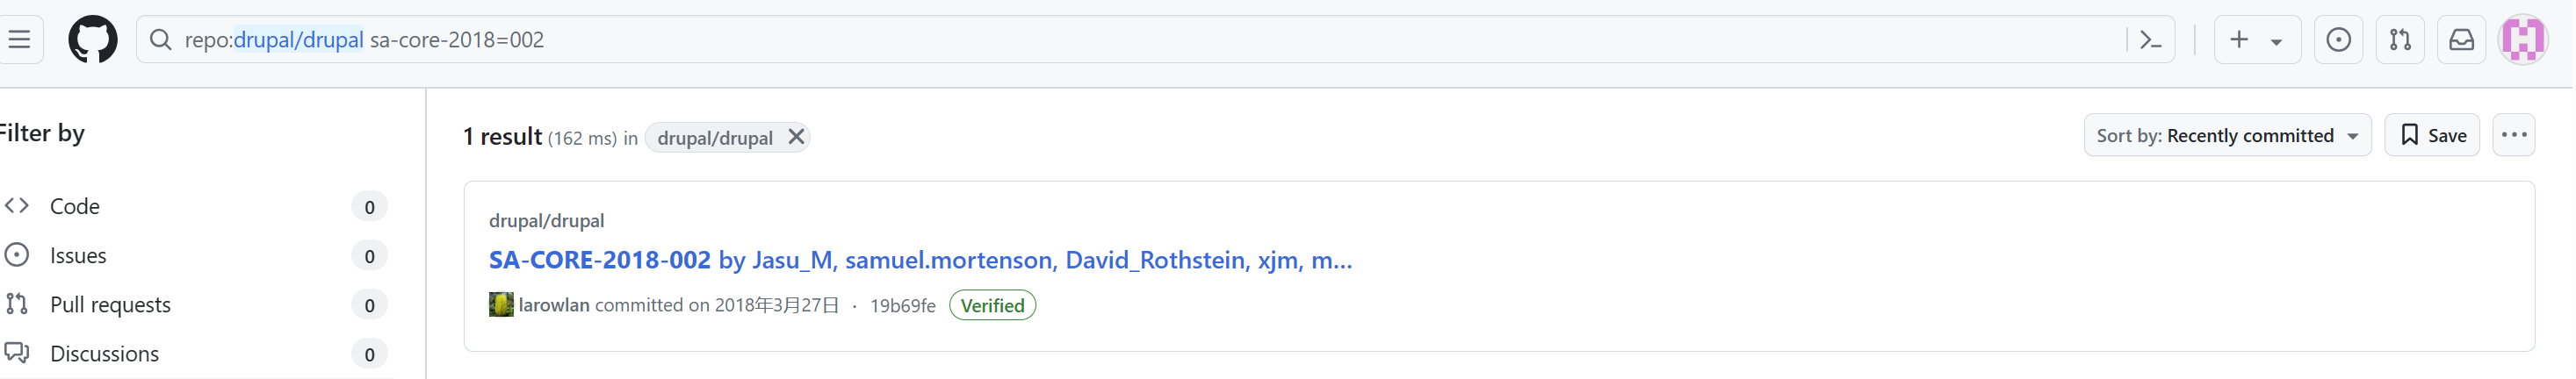 repo:drupal/drupal sa-core-2018=002
Filter by
1 result (162 ms) in drupal/drupal
Sort by: Recently committed
Save
Code 0
Issues 0
Pull requests 0
Discussions 0
drupal/drupal
SA-CORE-2018-002 by Jasu_M, samuel.mortenson, David_Rothstein, xjm, m...
larowlan committed on 2018年3月27日 · 19b69fe Verified